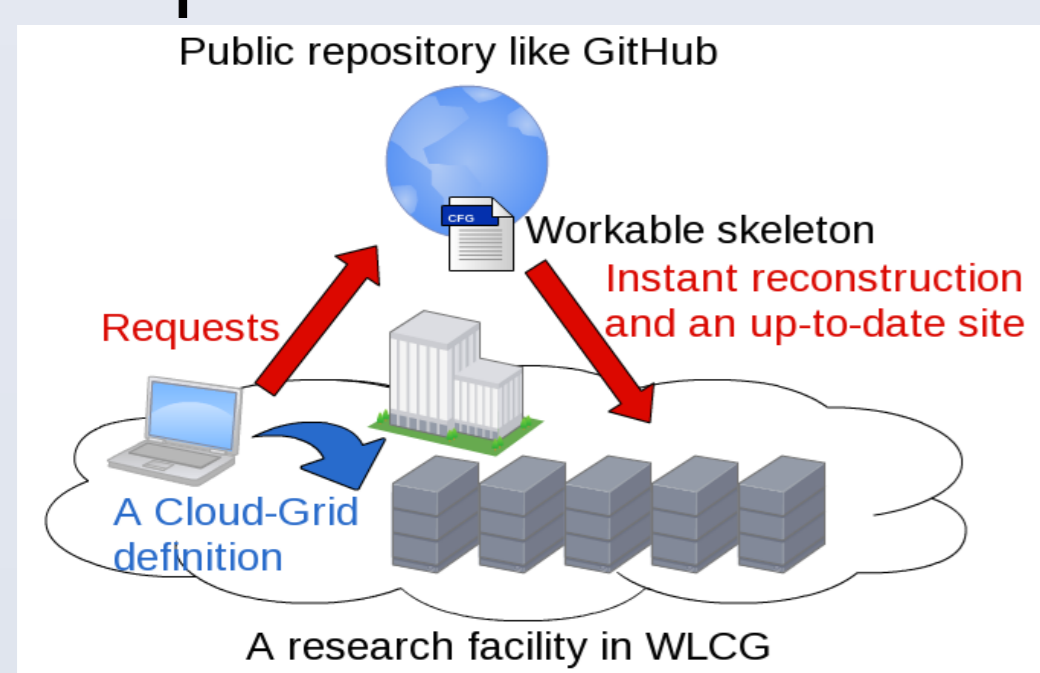 Public repository like GitHub
CFG
Workable skeleton
Instant reconstruction
and an up-to-date site
Requests
A Cloud-Grid
definition
A research facility in WLCG